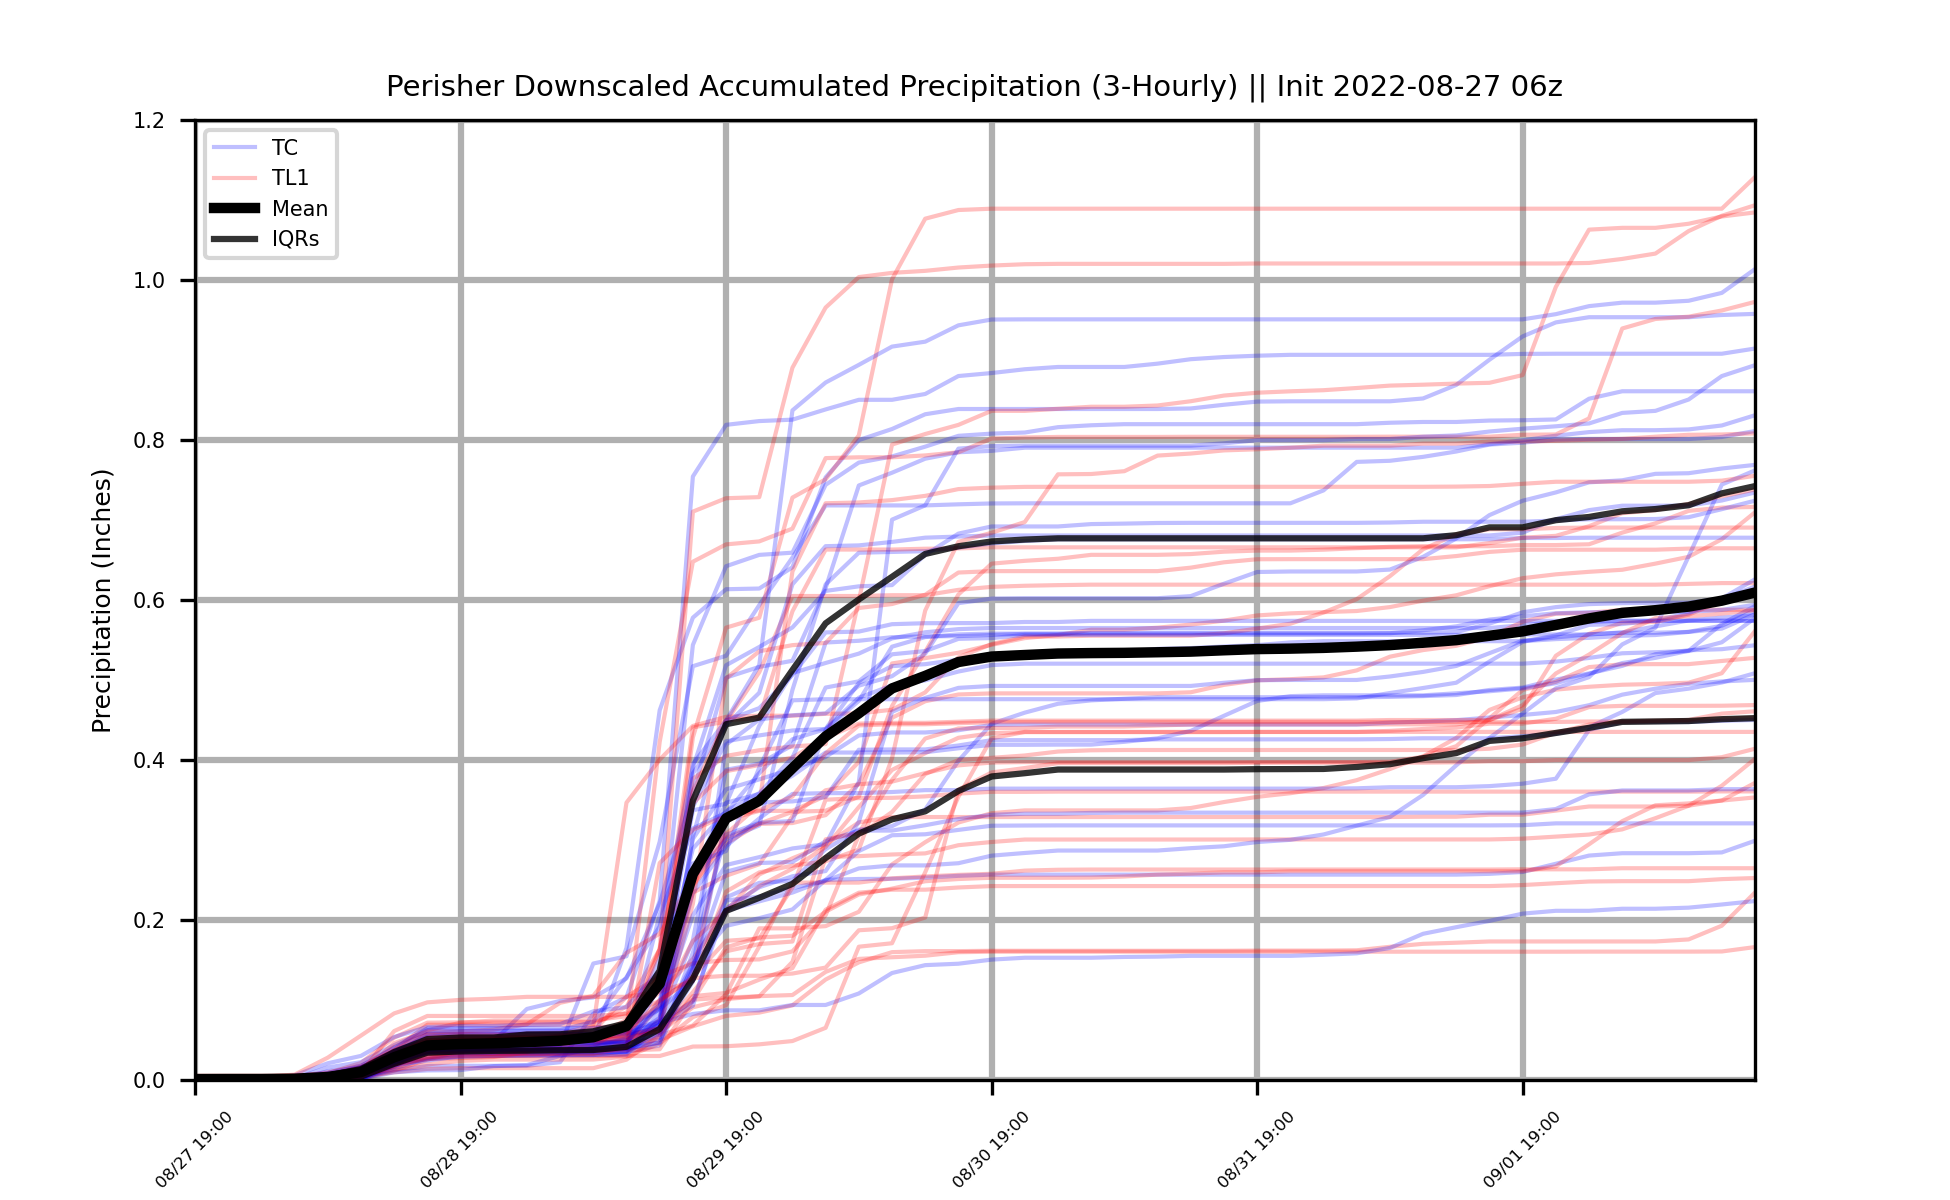 Perisher Downscaled Accumulated Precipitation (3-Hourly) || Init 2022-08-27 06z
TC
TL1
Mean
IQRs
Precipitation (Inches)
1.2
1.0
0.8
0.6
0.4
0.2
0.0
08/27 19:00
08/28 19:00
08/29 19:00
08/30 19:00
08/31 19:00
09/01 19:00